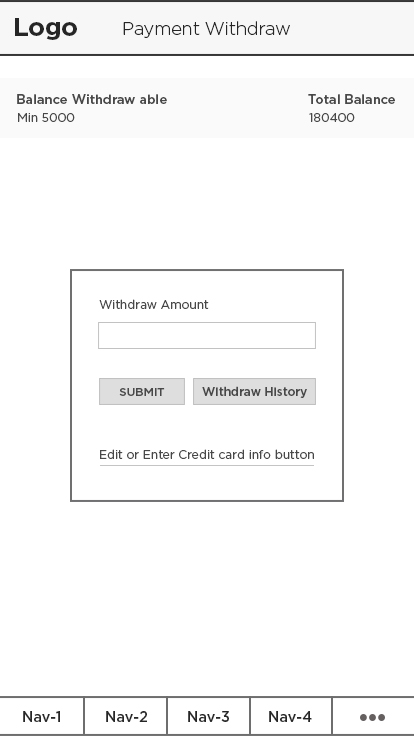 Logo
Payment Withdraw
Balance Withdraw able
Total Balance
Min 5000
180400
Withdraw Amount
SUBMIT
Withdraw History
Edit or Enter Credit card info button
Nav-1
Nav-2
Nav-3
Nav-4